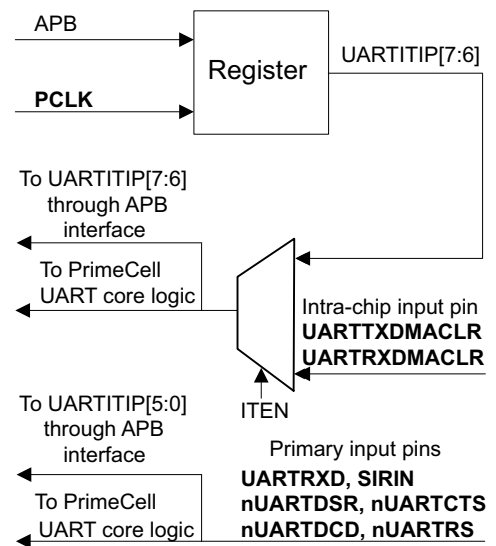 APB
PCLK
Register
UARTITIP[7:6]
To UARTITIP[7:6]
through APB
interface
To PrimeCell
UART core logic
Intra-chip input pin
UARTTXDMACLR
UARTRXDMACLR
ITEN
To UARTITIP[5:0]
through APB
interface
To PrimeCell
UART core logic
Primary input pins
UARTRXD, SIRIN
nUARTDSR, nUARTCTS
nUARTDCD, nUARTRS